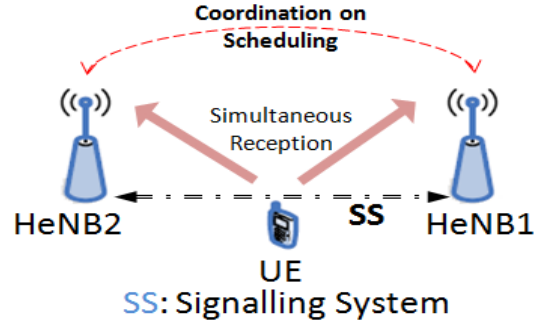 Coordination on
Scheduling
Simultaneous
Reception
SS
HeNB2
HeNB1
UE
SS: Signalling System